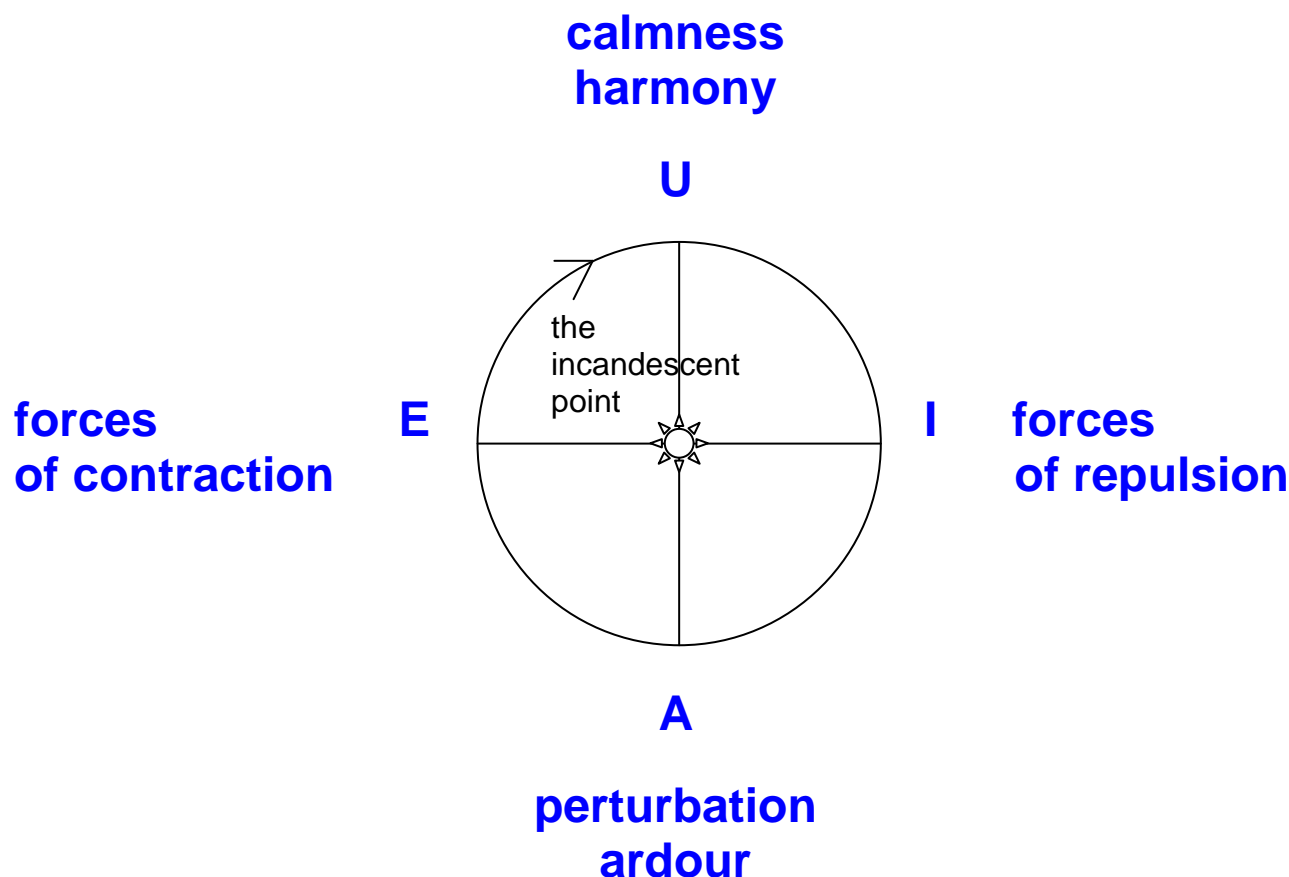 calmness
harmony
U
the
incandescent
point
forces
of contraction
E
I
forces
of repulsion
A
perturbation
ardour